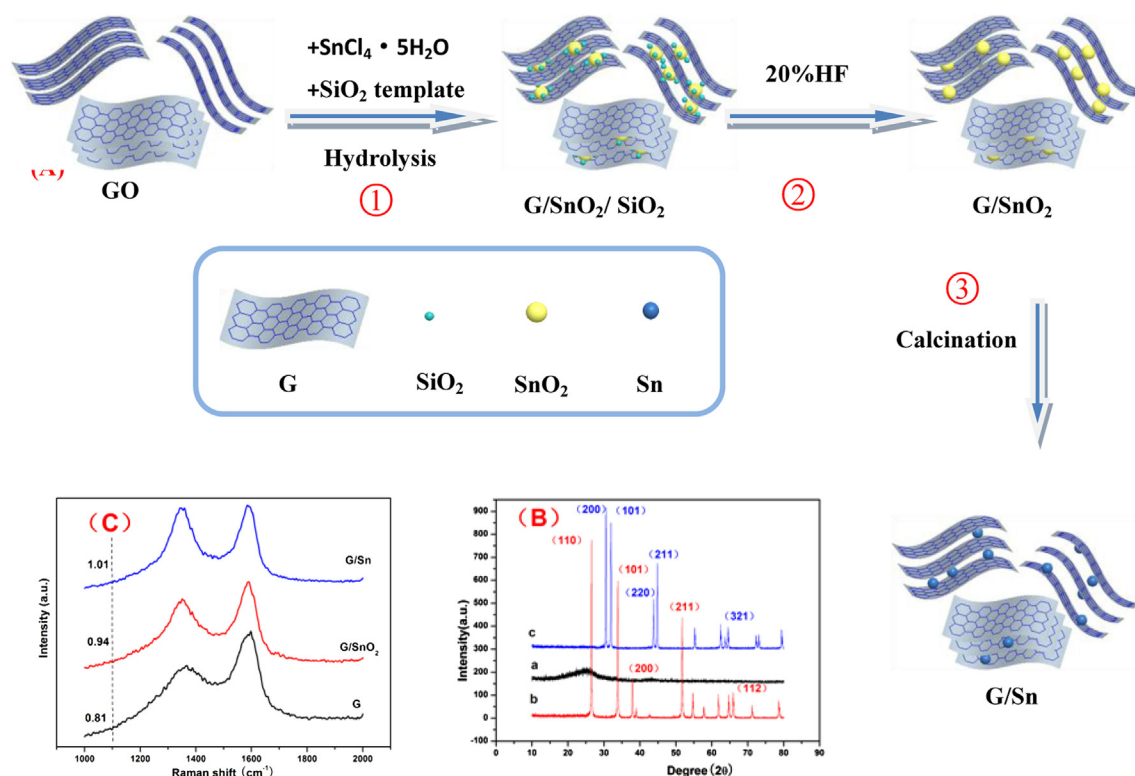 +SnCl₄・5H₂O
+SiO₂ template
Hydrolysis
①
20%HF
②
(A)
GO
G/SnO₂/ SiO₂
G/SnO₂
③
Calcination
G
SiO₂
SnO₂
Sn
G/Sn
(C)
1.01
G/Sn
0.94
G/SnO₂
0.81
G
Intensity (a.u.)
1000
1200
1400
1600
1800
2000
Raman shift (cm⁻¹)
(B)
(200)
(101)
(110)
(211)
(101)
(220)
(211)
(321)
(200)
(112)
c
a
b
Intensity(a.u.)
900
800
700
600
500
400
300
200
100
0
-100
0
10
20
30
40
50
60
70
80
90
Degree (2θ)